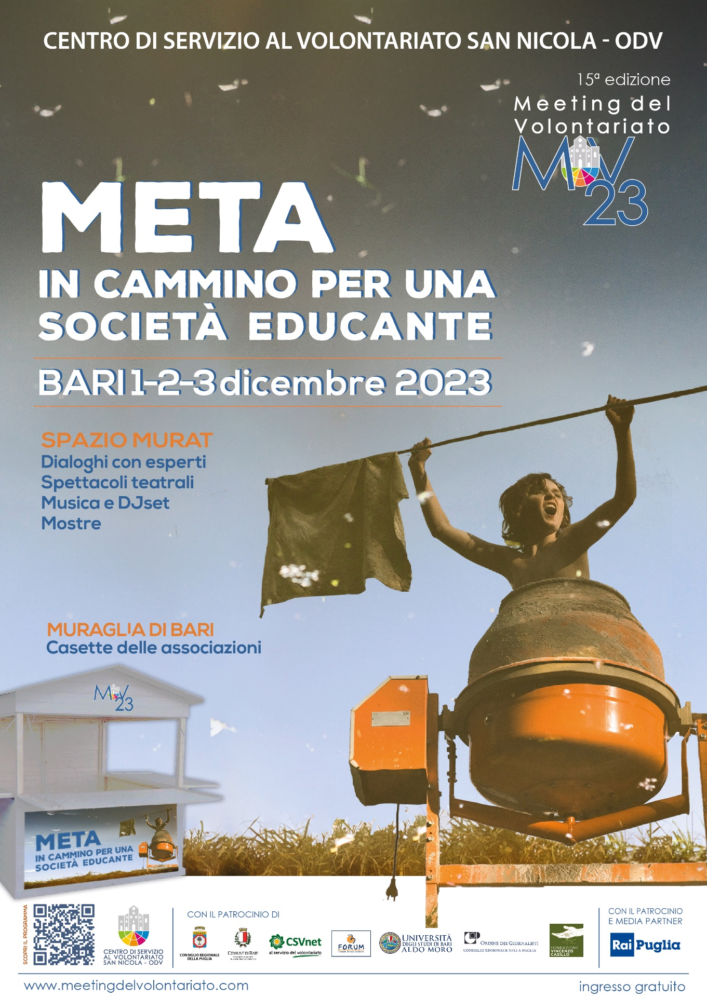 CENTRO DI SERVIZIO AL VOLONTARIATO SAN NICOLA - ODV
15ª edizione
Meeting del
Volontariato
MV
23
META
IN CAMMINO PER UNA
SOCIETÀ EDUCANTE
BARI 1-2-3 dicembre 2023
SPAZIO MURAT
Dialoghi con esperti
Spettacoli teatrali
Musica e DJset
Mostre
MURAGLIA DI BARI
Casette delle associazioni
MV
23
META
IN CAMMINO PER UNA
SOCIETÀ EDUCANTE
SCOPRI IL PROGRAMMA
CENTRO DI SERVIZIO
AL VOLONTARIATO
SAN NICOLA - ODV
CON IL PATROCINIO DI
CONSIGLIO REGIONALE
DELLA PUGLIA
COMUNE DI BARI
CSVnet
al servizio del volontariato
FORUM
Forum Terzo Settore
UNIVERSITÀ
DEGLI STUDI DI BARI
ALDO MORO
ORDINE DEI GIORNALISTI
CONSIGLIO REGIONALE DELLA PUGLIA
FONDAZIONE
VINCENZO
CASILLO
CON IL PATROCINIO
E MEDIA PARTNER
Rai Puglia
www.meetingdelvolontariato.com
ingresso gratuito